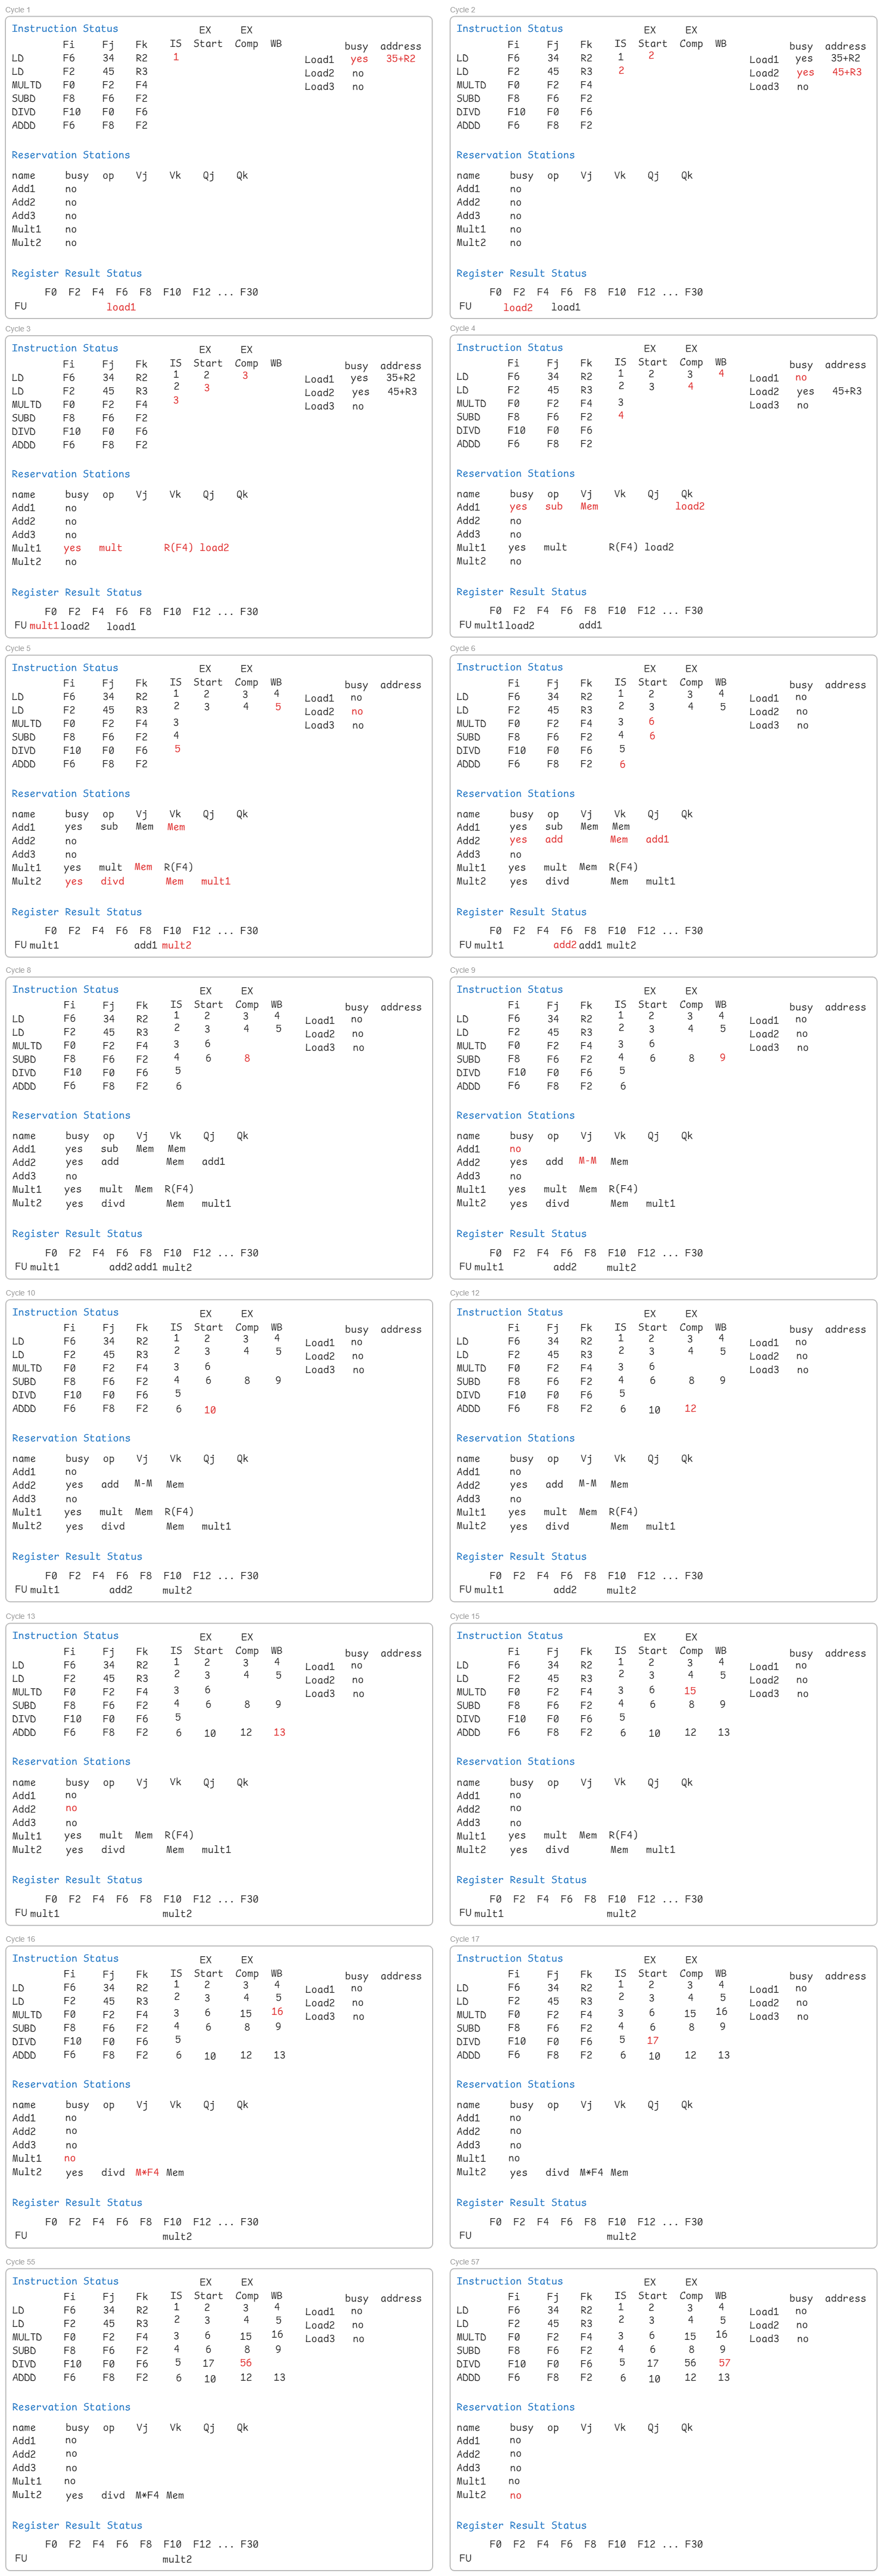 Cycle 1
Instruction Status EX EX
Fi Fj Fk IS Start Comp WB busy address
LD F6 34 R2 1 Load1 yes 35+R2
LD F2 45 R3 Load2 no
MULTD F0 F2 F4 Load3 no
SUBD F8 F6 F2
DIVD F10 F0 F6
ADDD F6 F8 F2
Reservation Stations
name busy op Vj Vk Qj Qk
Add1 no
Add2 no
Add3 no
Mult1 no
Mult2 no
Register Result Status
F0 F2 F4 F6 F8 F10 F12 ... F30
FU load1
Cycle 2
Instruction Status EX EX
Fi Fj Fk IS Start Comp WB busy address
LD F6 34 R2 1 2 Load1 yes 35+R2
LD F2 45 R3 2 Load2 yes 45+R3
MULTD F0 F2 F4 Load3 no
SUBD F8 F6 F2
DIVD F10 F0 F6
ADDD F6 F8 F2
Reservation Stations
name busy op Vj Vk Qj Qk
Add1 no
Add2 no
Add3 no
Mult1 no
Mult2 no
Register Result Status
F0 F2 F4 F6 F8 F10 F12 ... F30
FU load2 load1
Cycle 3
Instruction Status EX EX
Fi Fj Fk IS Start Comp WB busy address
LD F6 34 R2 1 2 3 Load1 yes 35+R2
LD F2 45 R3 2 3 Load2 yes 45+R3
MULTD F0 F2 F4 3 Load3 no
SUBD F8 F6 F2
DIVD F10 F0 F6
ADDD F6 F8 F2
Reservation Stations
name busy op Vj Vk Qj Qk
Add1 no
Add2 no
Add3 no
Mult1 yes mult R(F4) load2
Mult2 no
Register Result Status
F0 F2 F4 F6 F8 F10 F12 ... F30
FU mult1 load2 load1
Cycle 4
Instruction Status EX EX
Fi Fj Fk IS Start Comp WB busy address
LD F6 34 R2 1 2 3 4 Load1 no
LD F2 45 R3 2 3 4 Load2 yes 45+R3
MULTD F0 F2 F4 3 Load3 no
SUBD F8 F6 F2 4
DIVD F10 F0 F6
ADDD F6 F8 F2
Reservation Stations
name busy op Vj Vk Qj Qk
Add1 yes sub Mem load2
Add2 no
Add3 no
Mult1 yes mult R(F4) load2
Mult2 no
Register Result Status
F0 F2 F4 F6 F8 F10 F12 ... F30
FU mult1 load2 add1
Cycle 5
Instruction Status EX EX
Fi Fj Fk IS Start Comp WB busy address
LD F6 34 R2 1 2 3 4 Load1 no
LD F2 45 R3 2 3 4 5 Load2 no
MULTD F0 F2 F4 3 Load3 no
SUBD F8 F6 F2 4
DIVD F10 F0 F6 5
ADDD F6 F8 F2
Reservation Stations
name busy op Vj Vk Qj Qk
Add1 yes sub Mem Mem
Add2 no
Add3 no
Mult1 yes mult Mem R(F4)
Mult2 yes divd Mem mult1
Register Result Status
F0 F2 F4 F6 F8 F10 F12 ... F30
FU mult1 add1 mult2
Cycle 6
Instruction Status EX EX
Fi Fj Fk IS Start Comp WB busy address
LD F6 34 R2 1 2 3 4 Load1 no
LD F2 45 R3 2 3 4 5 Load2 no
MULTD F0 F2 F4 3 6 Load3 no
SUBD F8 F6 F2 4 6
DIVD F10 F0 F6 5
ADDD F6 F8 F2 6
Reservation Stations
name busy op Vj Vk Qj Qk
Add1 yes sub Mem Mem
Add2 yes add Mem add1
Add3 no
Mult1 yes mult Mem R(F4)
Mult2 yes divd Mem mult1
Register Result Status
F0 F2 F4 F6 F8 F10 F12 ... F30
FU mult1 add2 add1 mult2
Cycle 8
Instruction Status EX EX
Fi Fj Fk IS Start Comp WB busy address
LD F6 34 R2 1 2 3 4 Load1 no
LD F2 45 R3 2 3 4 5 Load2 no
MULTD F0 F2 F4 3 6 Load3 no
SUBD F8 F6 F2 4 6 8
DIVD F10 F0 F6 5
ADDD F6 F8 F2 6
Reservation Stations
name busy op Vj Vk Qj Qk
Add1 yes sub Mem Mem
Add2 yes add Mem add1
Add3 no
Mult1 yes mult Mem R(F4)
Mult2 yes divd Mem mult1
Register Result Status
F0 F2 F4 F6 F8 F10 F12 ... F30
FU mult1 add2 add1 mult2
Cycle 9
Instruction Status EX EX
Fi Fj Fk IS Start Comp WB busy address
LD F6 34 R2 1 2 3 4 Load1 no
LD F2 45 R3 2 3 4 5 Load2 no
MULTD F0 F2 F4 3 6 Load3 no
SUBD F8 F6 F2 4 6 8 9
DIVD F10 F0 F6 5
ADDD F6 F8 F2 6
Reservation Stations
name busy op Vj Vk Qj Qk
Add1 no
Add2 yes add M-M Mem
Add3 no
Mult1 yes mult Mem R(F4)
Mult2 yes divd Mem mult1
Register Result Status
F0 F2 F4 F6 F8 F10 F12 ... F30
FU mult1 add2 mult2
Cycle 10
Instruction Status EX EX
Fi Fj Fk IS Start Comp WB busy address
LD F6 34 R2 1 2 3 4 Load1 no
LD F2 45 R3 2 3 4 5 Load2 no
MULTD F0 F2 F4 3 6 Load3 no
SUBD F8 F6 F2 4 6 8 9
DIVD F10 F0 F6 5
ADDD F6 F8 F2 6 10
Reservation Stations
name busy op Vj Vk Qj Qk
Add1 no
Add2 yes add M-M Mem
Add3 no
Mult1 yes mult Mem R(F4)
Mult2 yes divd Mem mult1
Register Result Status
F0 F2 F4 F6 F8 F10 F12 ... F30
FU mult1 add2 mult2
Cycle 12
Instruction Status EX EX
Fi Fj Fk IS Start Comp WB busy address
LD F6 34 R2 1 2 3 4 Load1 no
LD F2 45 R3 2 3 4 5 Load2 no
MULTD F0 F2 F4 3 6 Load3 no
SUBD F8 F6 F2 4 6 8 9
DIVD F10 F0 F6 5
ADDD F6 F8 F2 6 10 12
Reservation Stations
name busy op Vj Vk Qj Qk
Add1 no
Add2 yes add M-M Mem
Add3 no
Mult1 yes mult Mem R(F4)
Mult2 yes divd Mem mult1
Register Result Status
F0 F2 F4 F6 F8 F10 F12 ... F30
FU mult1 add2 mult2
Cycle 13
Instruction Status EX EX
Fi Fj Fk IS Start Comp WB busy address
LD F6 34 R2 1 2 3 4 Load1 no
LD F2 45 R3 2 3 4 5 Load2 no
MULTD F0 F2 F4 3 6 Load3 no
SUBD F8 F6 F2 4 6 8 9
DIVD F10 F0 F6 5
ADDD F6 F8 F2 6 10 12 13
Reservation Stations
name busy op Vj Vk Qj Qk
Add1 no
Add2 no
Add3 no
Mult1 yes mult Mem R(F4)
Mult2 yes divd Mem mult1
Register Result Status
F0 F2 F4 F6 F8 F10 F12 ... F30
FU mult1 mult2
Cycle 15
Instruction Status EX EX
Fi Fj Fk IS Start Comp WB busy address
LD F6 34 R2 1 2 3 4 Load1 no
LD F2 45 R3 2 3 4 5 Load2 no
MULTD F0 F2 F4 3 6 15 Load3 no
SUBD F8 F6 F2 4 6 8 9
DIVD F10 F0 F6 5
ADDD F6 F8 F2 6 10 12 13
Reservation Stations
name busy op Vj Vk Qj Qk
Add1 no
Add2 no
Add3 no
Mult1 yes mult Mem R(F4)
Mult2 yes divd Mem mult1
Register Result Status
F0 F2 F4 F6 F8 F10 F12 ... F30
FU mult1 mult2
Cycle 16
Instruction Status EX EX
Fi Fj Fk IS Start Comp WB busy address
LD F6 34 R2 1 2 3 4 Load1 no
LD F2 45 R3 2 3 4 5 Load2 no
MULTD F0 F2 F4 3 6 15 16 Load3 no
SUBD F8 F6 F2 4 6 8 9
DIVD F10 F0 F6 5
ADDD F6 F8 F2 6 10 12 13
Reservation Stations
name busy op Vj Vk Qj Qk
Add1 no
Add2 no
Add3 no
Mult1 no
Mult2 yes divd M*F4 Mem
Register Result Status
F0 F2 F4 F6 F8 F10 F12 ... F30
FU mult2
Cycle 17
Instruction Status EX EX
Fi Fj Fk IS Start Comp WB busy address
LD F6 34 R2 1 2 3 4 Load1 no
LD F2 45 R3 2 3 4 5 Load2 no
MULTD F0 F2 F4 3 6 15 16 Load3 no
SUBD F8 F6 F2 4 6 8 9
DIVD F10 F0 F6 5 17
ADDD F6 F8 F2 6 10 12 13
Reservation Stations
name busy op Vj Vk Qj Qk
Add1 no
Add2 no
Add3 no
Mult1 no
Mult2 yes divd M*F4 Mem
Register Result Status
F0 F2 F4 F6 F8 F10 F12 ... F30
FU mult2
Cycle 55
Instruction Status EX EX
Fi Fj Fk IS Start Comp WB busy address
LD F6 34 R2 1 2 3 4 Load1 no
LD F2 45 R3 2 3 4 5 Load2 no
MULTD F0 F2 F4 3 6 15 16 Load3 no
SUBD F8 F6 F2 4 6 8 9
DIVD F10 F0 F6 5 17 56
ADDD F6 F8 F2 6 10 12 13
Reservation Stations
name busy op Vj Vk Qj Qk
Add1 no
Add2 no
Add3 no
Mult1 no
Mult2 yes divd M*F4 Mem
Register Result Status
F0 F2 F4 F6 F8 F10 F12 ... F30
FU mult2
Cycle 57
Instruction Status EX EX
Fi Fj Fk IS Start Comp WB busy address
LD F6 34 R2 1 2 3 4 Load1 no
LD F2 45 R3 2 3 4 5 Load2 no
MULTD F0 F2 F4 3 6 15 16 Load3 no
SUBD F8 F6 F2 4 6 8 9
DIVD F10 F0 F6 5 17 56 57
ADDD F6 F8 F2 6 10 12 13
Reservation Stations
name busy op Vj Vk Qj Qk
Add1 no
Add2 no
Add3 no
Mult1 no
Mult2 no
Register Result Status
F0 F2 F4 F6 F8 F10 F12 ... F30
FU